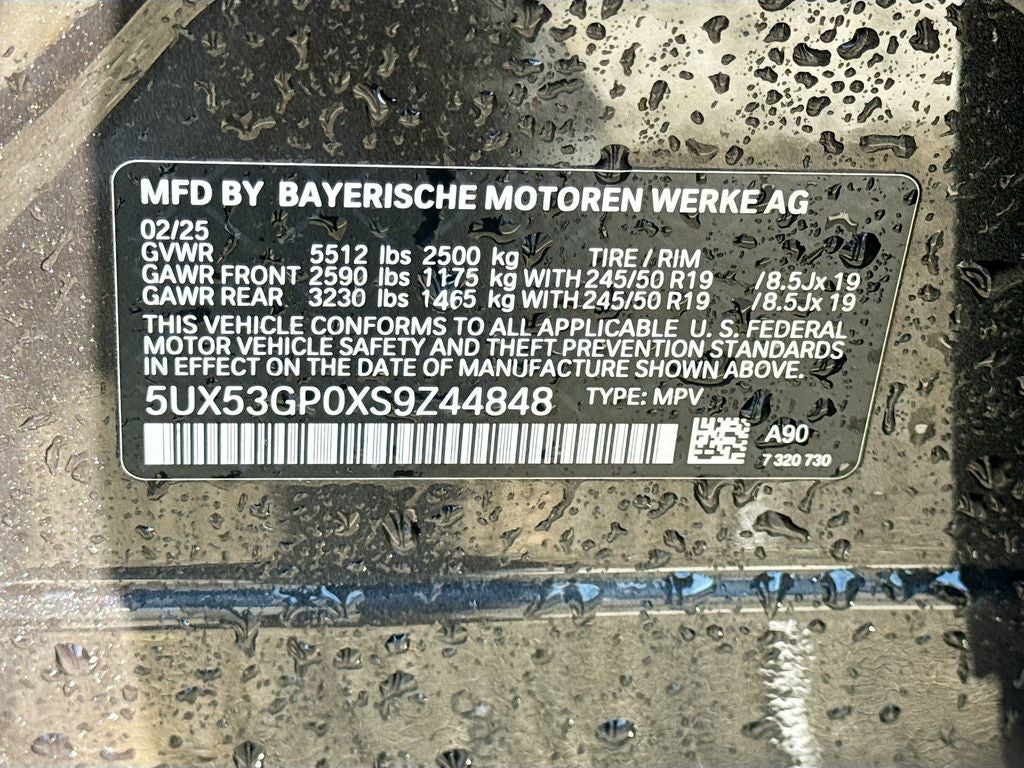 MFD BY BAYERISCHE MOTOREN WERKE AG
02/25
GVWR 5512 lbs 2500 kg TIRE / RIM
GAWR FRONT 2590 lbs 1175 kg WITH 245/50 R19 /8.5Jx 19
GAWR REAR 3230 lbs 1465 kg WITH 245/50 R19 /8.5Jx 19
THIS VEHICLE CONFORMS TO ALL APPLICABLE U. S. FEDERAL
MOTOR VEHICLE SAFETY AND THEFT PREVENTION STANDARDS
IN EFFECT ON THE DATE OF MANUFACTURE SHOWN ABOVE.
5UX53GP0XS9Z44848 TYPE: MPV
A90
7 320 730